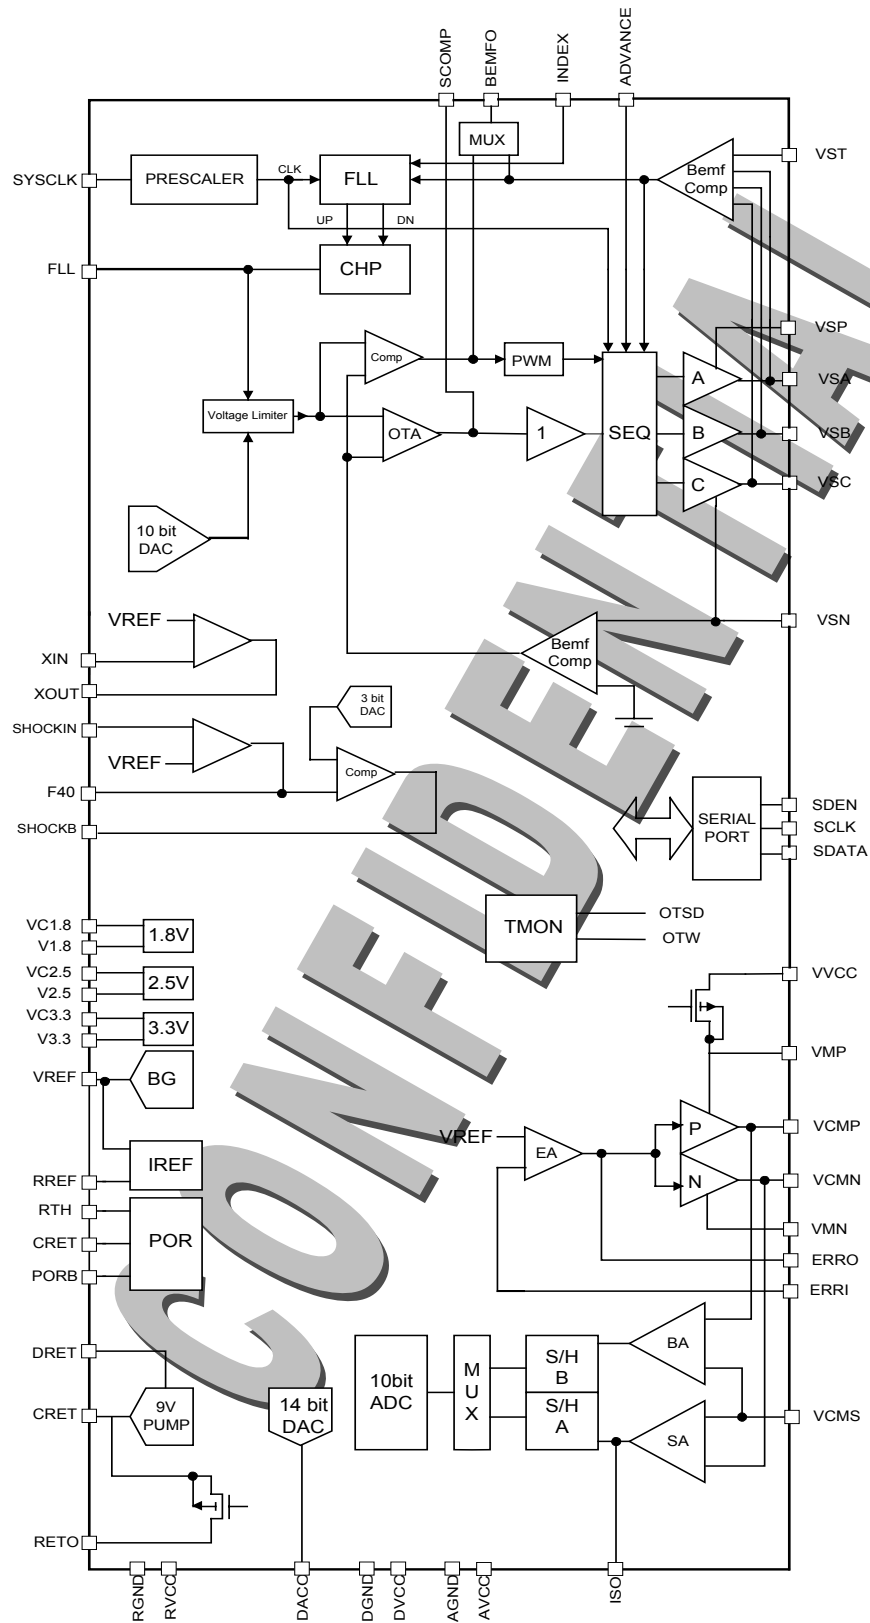 SCOMP
BEMFO
INDEX
ADVANCE
MUX
VST
SYSCLK
PRESCALER
CLK
FLL
Bemf
Comp
UP
DN
FLL
CHP
VSP
Comp
PWM
A
VSA
Voltage Limiter
OTA
1
SEQ
B
VSB
C
VSC
10 bit
DAC
VREF
VSN
Bemf
Comp
XIN
XOUT
3 bit
DAC
SHOCKIN
VREF
Comp
F40
SHOCKB
SERIAL
PORT
SDEN
SCLK
SDATA
TMON
OTSD
OTW
VC1.8
V1.8
1.8V
VC2.5
V2.5
2.5V
VC3.3
V3.3
3.3V
VVCC
VMP
VREF
BG
VREF
EA
P
VCMP
IREF
N
VCMN
RREF
RTH
POR
VMN
CRET
ERRO
PORB
ERRI
DRET
10bit
ADC
M
U
X
S/H
B
BA
CRET
9V
PUMP
14 bit
DAC
S/H
A
SA
VCMS
RETO
RGND
RVCC
DACC
DGND
DVCC
AGND
AVCC
ISO
CONFIDENTIAL